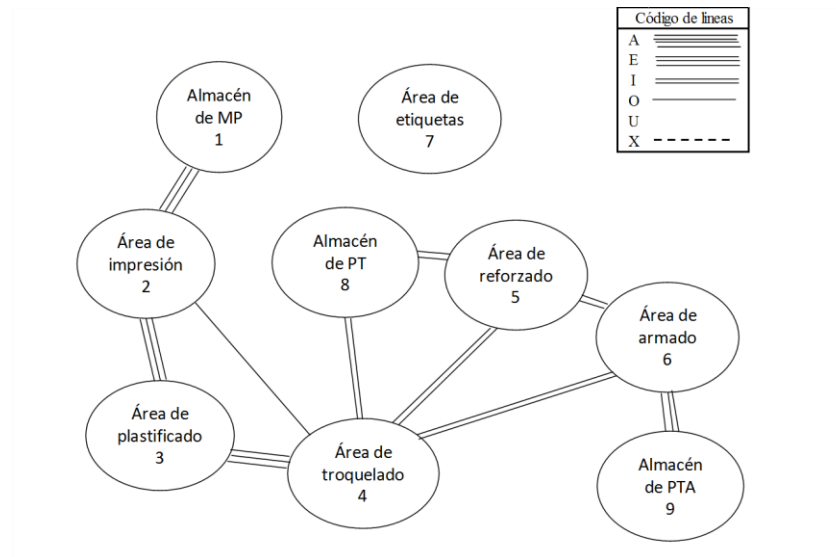 Código de lineas
A
E
I
O
U
X
Almacén
de MP
1
Área de
etiquetas
7
Área de
impresión
2
Almacén
de PT
8
Área de
reforzado
5
Área de
armado
6
Área de
plastificado
3
Área de
troquelado
4
Almacén
de PTA
9